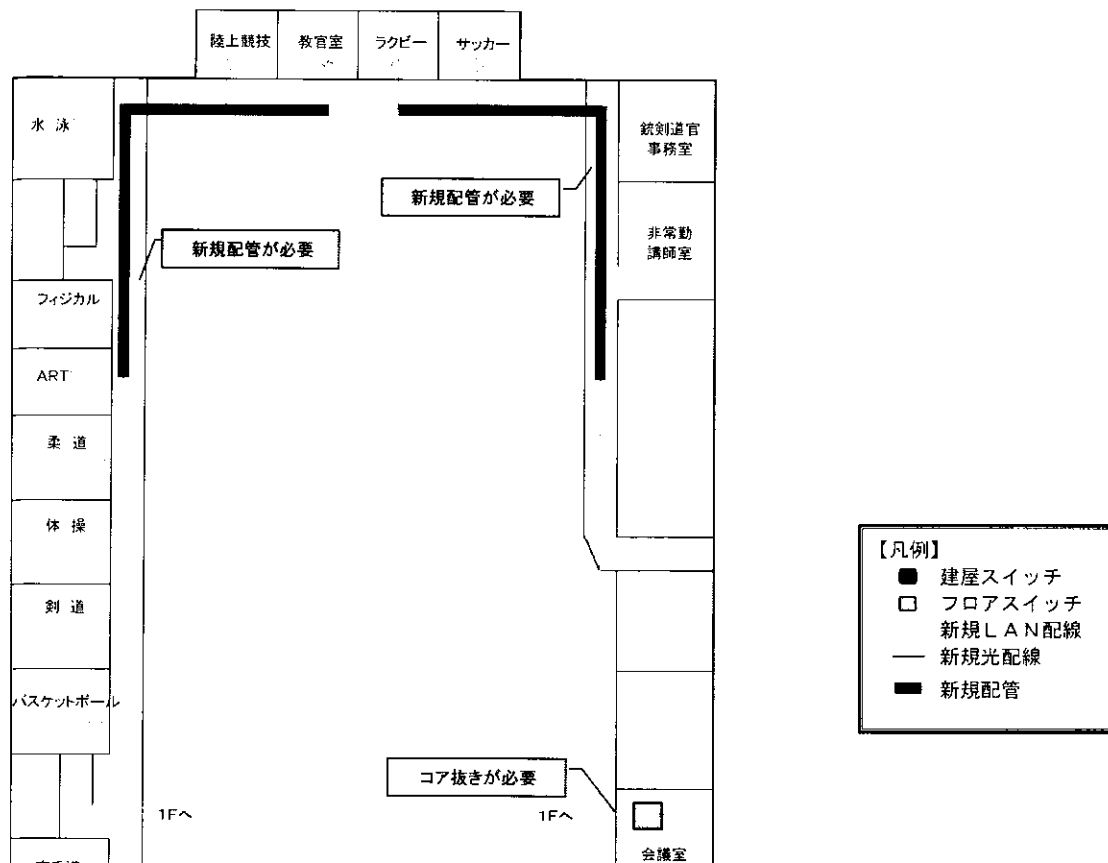 陸上競技
教官室
ラクビー
サッカー
水 泳
銃剣道官
事務室
新規配管が必要
非常勤
講師室
新規配管が必要
フィジカル
ART
柔 道
体 操
剣 道
バスケットボール
【凡例】
建屋スイッチ
フロアスイッチ
新規LAN配線
新規光配線
新規配管
コア抜きが必要
1Fへ
1Fへ
会議室